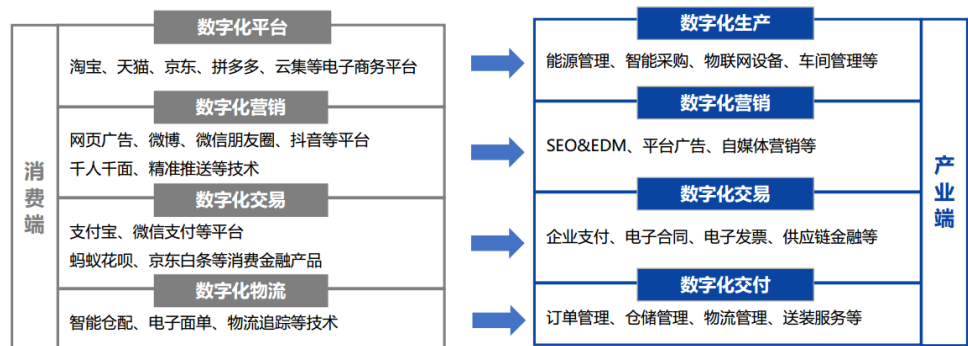 消费端
数字化平台
淘宝、天猫、京东、拼多多、云集等电子商务平台
数字化营销
网页广告、微博、微信朋友圈、抖音等平台
千人千面、精准推送等技术
数字化交易
支付宝、微信支付等平台
蚂蚁花呗、京东白条等消费金融产品
数字化物流
智能仓配、电子面单、物流追踪等技术
数字化生产
能源管理、智能采购、物联网设备、车间管理等
数字化营销
SEO&EDM、平台广告、自媒体营销等
数字化交易
企业支付、电子合同、电子发票、供应链金融等
数字化交付
订单管理、仓储管理、物流管理、送装服务等
产业端